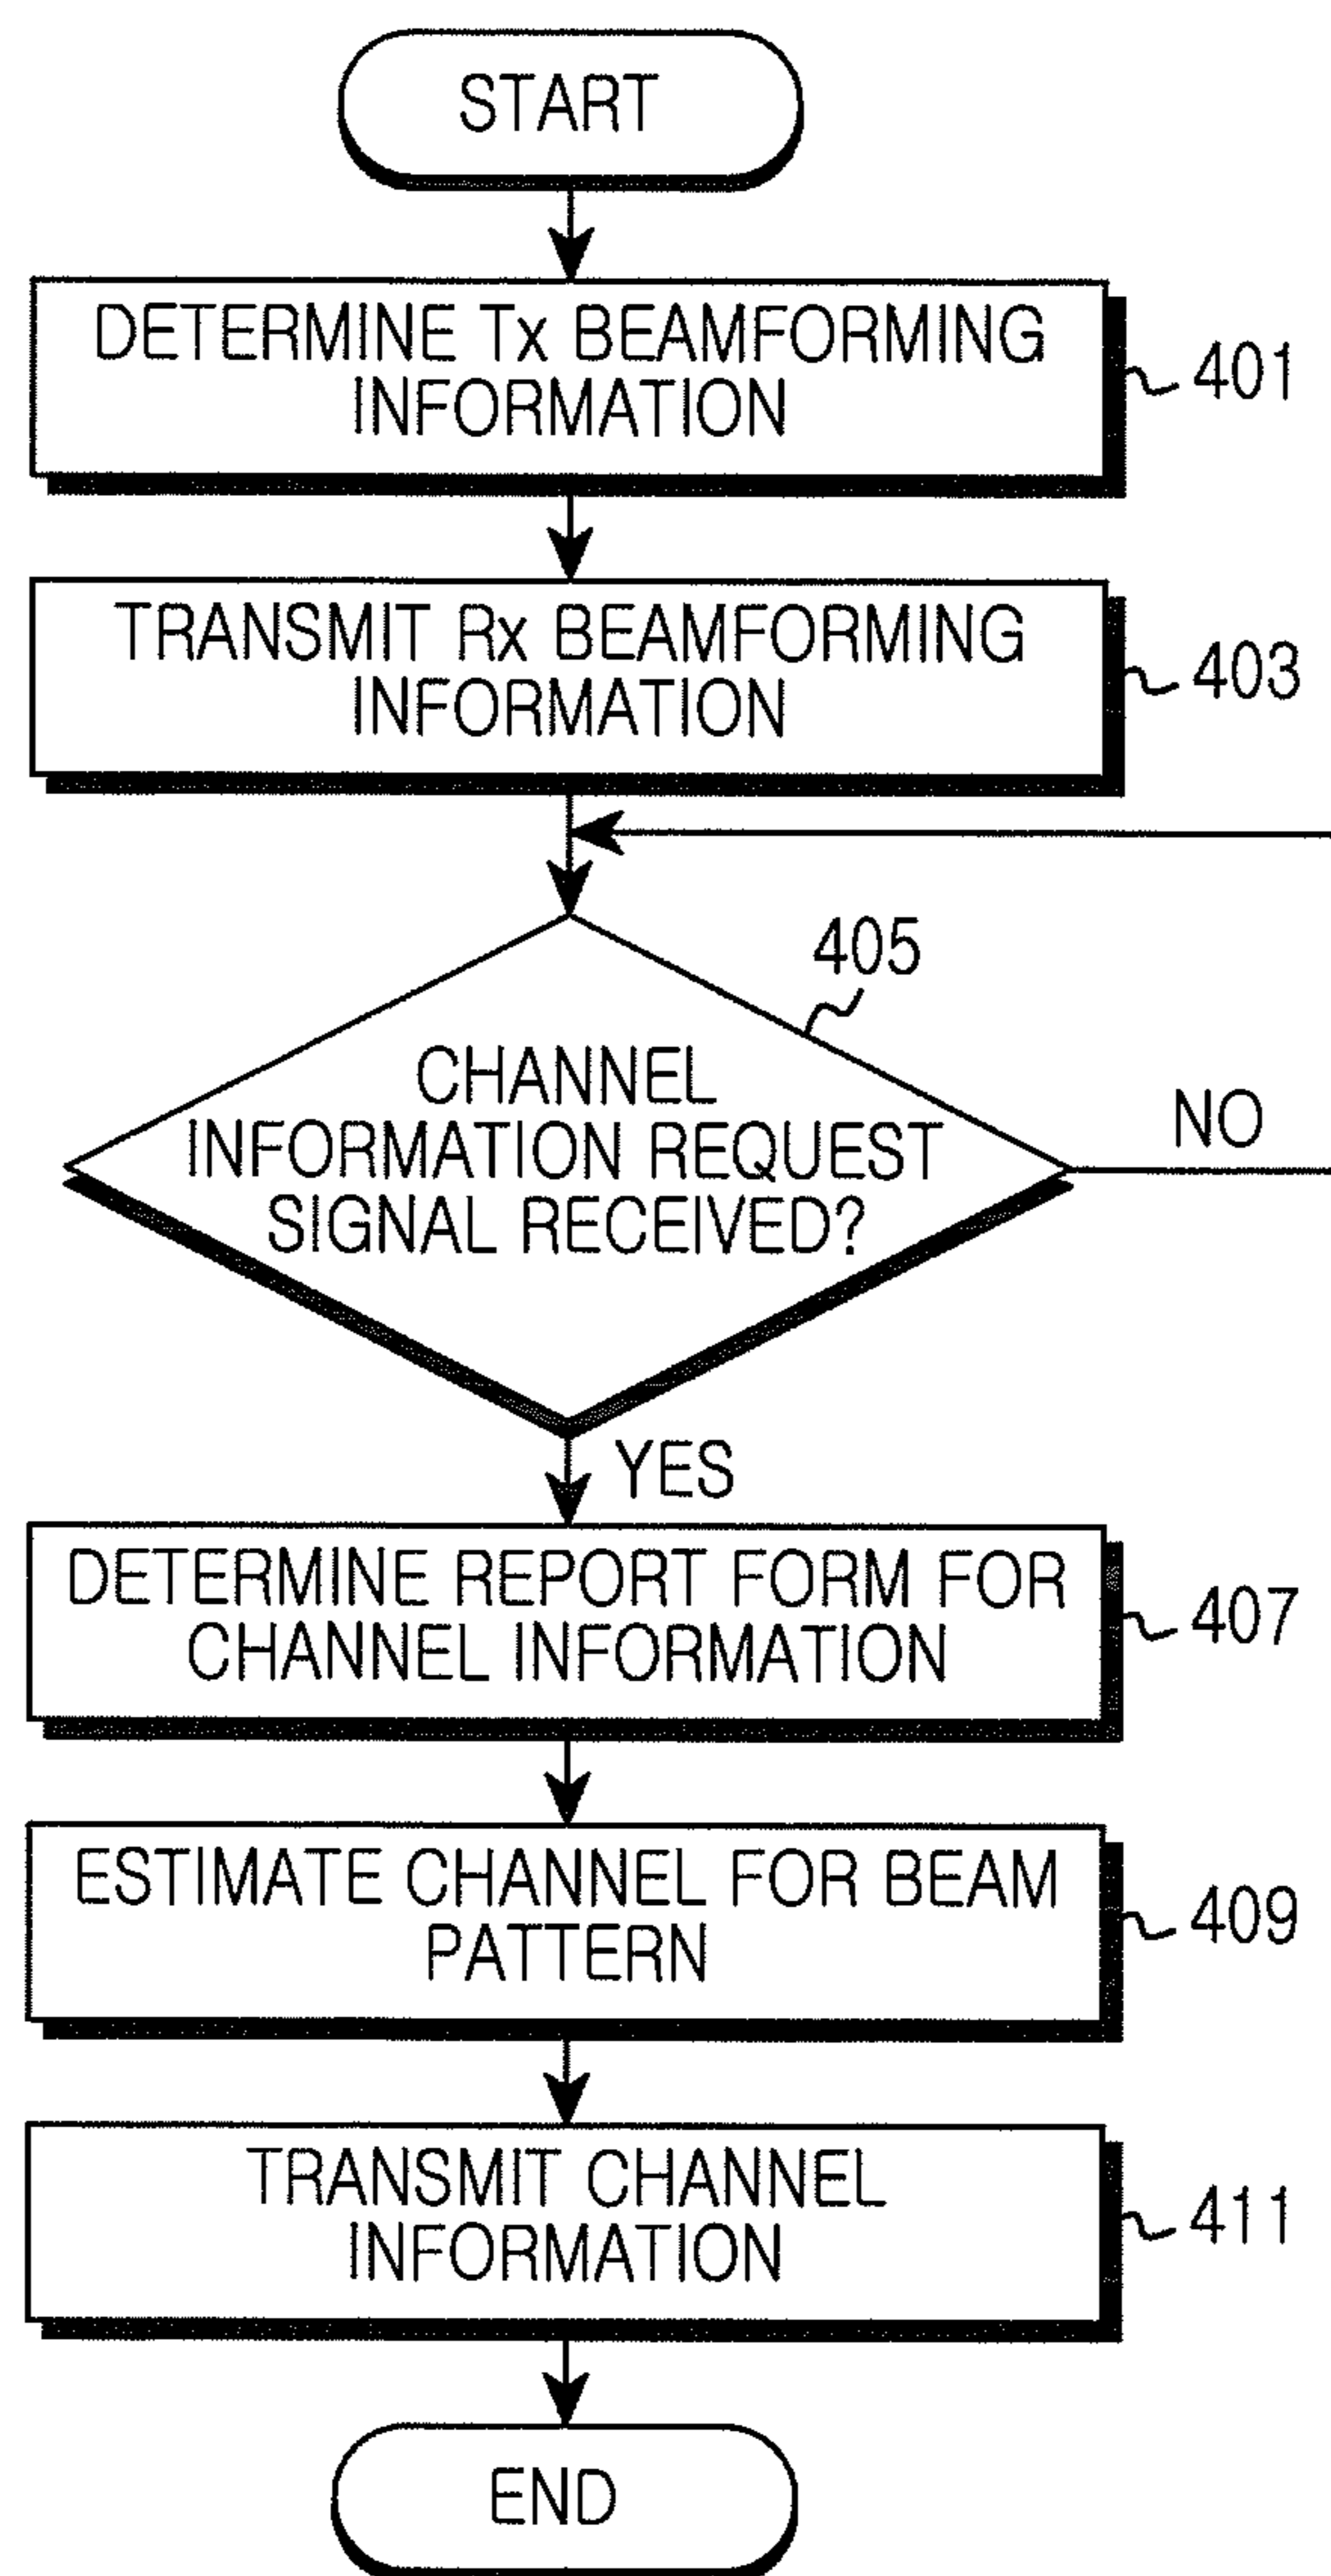 START
DETERMINE Tx BEAMFORMING
INFORMATION
401
TRANSMIT Rx BEAMFORMING
INFORMATION
403
405
CHANNEL
INFORMATION REQUEST
SIGNAL RECEIVED?
NO
YES
DETERMINE REPORT FORM FOR
CHANNEL INFORMATION
407
ESTIMATE CHANNEL FOR BEAM
PATTERN
409
TRANSMIT CHANNEL
INFORMATION
411
END